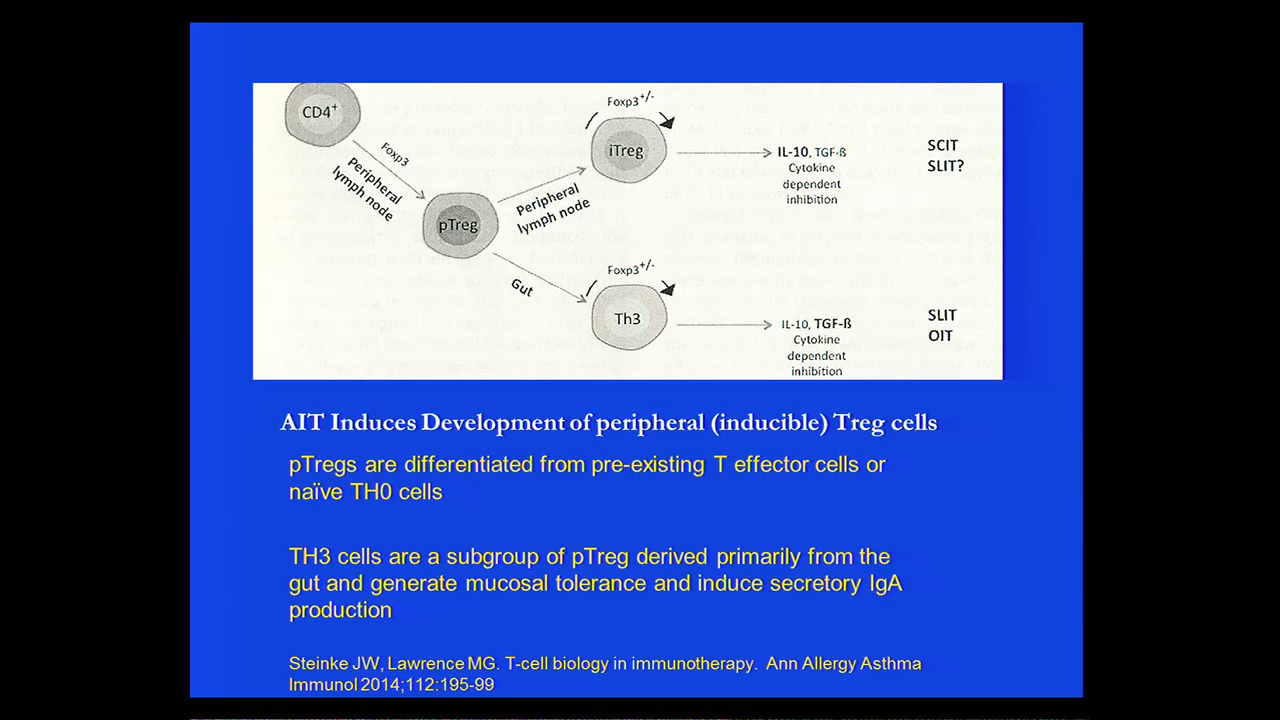 CD4+
Foxp3
Peripheral
lymph node
pTreg
Peripheral
lymph node
Gut
Foxp3+/-
iTreg
IL-10, TGF-ß
Cytokine
dependent
inhibition
SCIT
SLIT?
Foxp3+/-
Th3
IL-10, TGF-ß
Cytokine
dependent
inhibition
SLIT
OIT
AIT Induces Development of peripheral (inducible) Treg cells
pTregs are differentiated from pre-existing T effector cells or
naïve TH0 cells
TH3 cells are a subgroup of pTreg derived primarily from the
gut and generate mucosal tolerance and induce secretory IgA
production
Steinke JW, Lawrence MG. T-cell biology in immunotherapy. Ann Allergy Asthma
Immunol 2014;112:195-99